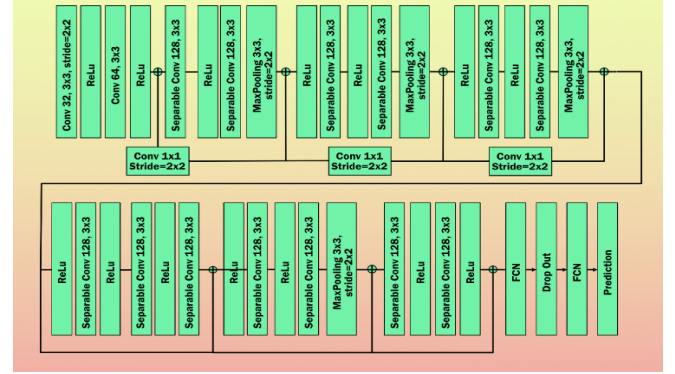 Conv 32, 3x3, stride=2x2
ReLu
Conv 64, 3x3
ReLu
Separable Conv 128, 3x3
ReLu
Separable Conv 128, 3x3
MaxPooling 3x3,
stride=2x2
ReLu
Separable Conv 128, 3x3
ReLu
Separable Conv 128, 3x3
MaxPooling 3x3,
stride=2x2
ReLu
Separable Conv 128, 3x3
ReLu
Separable Conv 128, 3x3
MaxPooling 3x3,
stride=2x2
Conv 1x1
Stride=2x2
Conv 1x1
Stride=2x2
Conv 1x1
Stride=2x2
ReLu
Separable Conv 128, 3x3
ReLu
Separable Conv 128, 3x3
ReLu
Separable Conv 128, 3x3
ReLu
Separable Conv 128, 3x3
ReLu
Separable Conv 128, 3x3
MaxPooling 3x3,
stride=2x2
ReLu
Separable Conv 128, 3x3
Separable Conv 128, 3x3
ReLu
FCN
Drop Out
FCN
Prediction